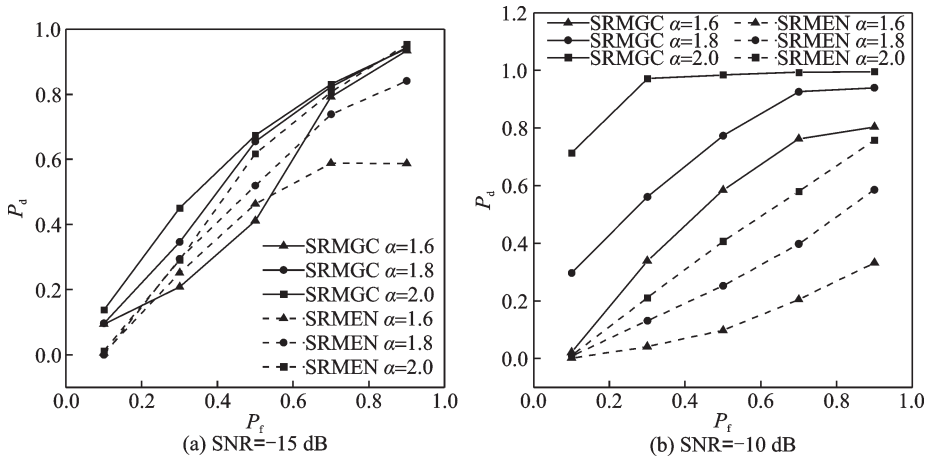 1.0
0.8
0.6
0.4
0.2
0.0
P_d
SRMGC α=1.6
SRMGC α=1.8
SRMGC α=2.0
SRMEN α=1.6
SRMEN α=1.8
SRMEN α=2.0
0.0 0.2 0.4 0.6 0.8 1.0
P_f
(a) SNR=−15 dB
1.2
1.0
0.8
0.6
0.4
0.2
0.0
P_d
SRMGC α=1.6 SRMEN α=1.6
SRMGC α=1.8 SRMEN α=1.8
SRMGC α=2.0 SRMEN α=2.0
0.0 0.2 0.4 0.6 0.8 1.0
P_f
(b) SNR=−10 dB